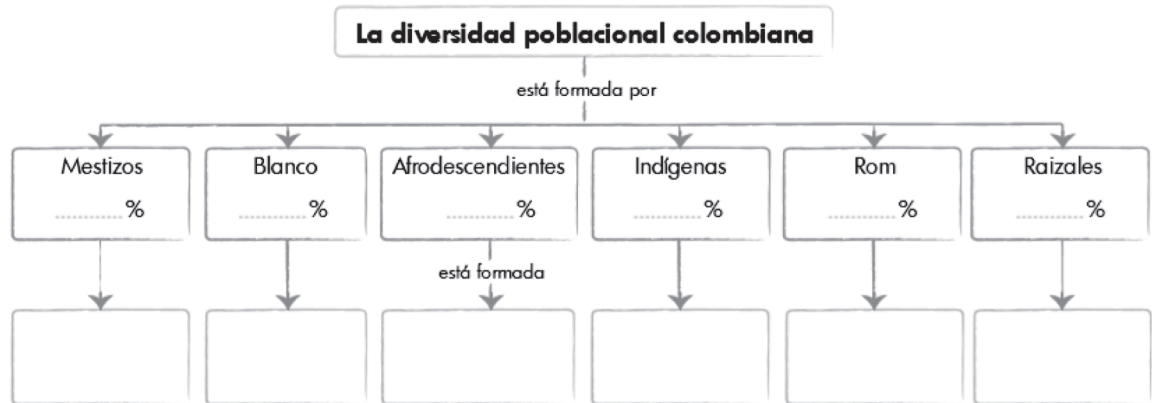 La diversidad poblacional colombiana
está formada por
Mestizos
Blanco
Afrodescendientes
Indígenas
Rom
Raizales
.......... %
.......... %
.......... %
.......... %
.......... %
.......... %
está formada